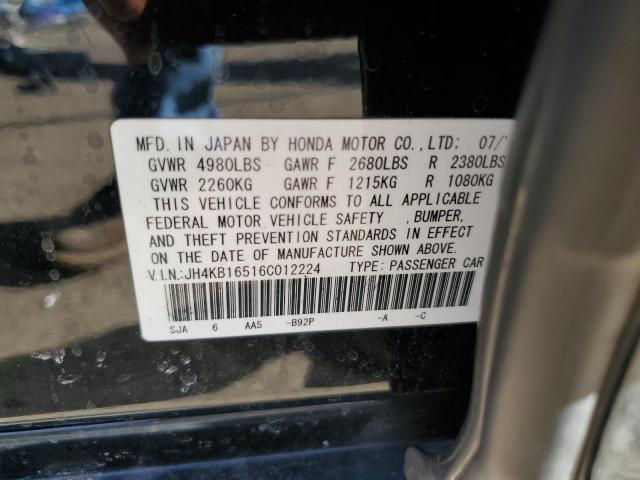 MFD. IN JAPAN BY HONDA MOTOR CO., LTD: 07/
GVWR 4980LBS GAWR F 2680LBS R 2380LBS
GVWR 2260KG GAWR F 1215KG R 1080KG
THIS VEHICLE CONFORMS TO ALL APPLICABLE
FEDERAL MOTOR VEHICLE SAFETY , BUMPER,
AND THEFT PREVENTION STANDARDS IN EFFECT
ON THE DATE OF MANUFACTURE SHOWN ABOVE.
V.IN.:JH4KB16516C012224 TYPE: PASSENGER CAR
SJA 6 AA5 -B92P -A -C